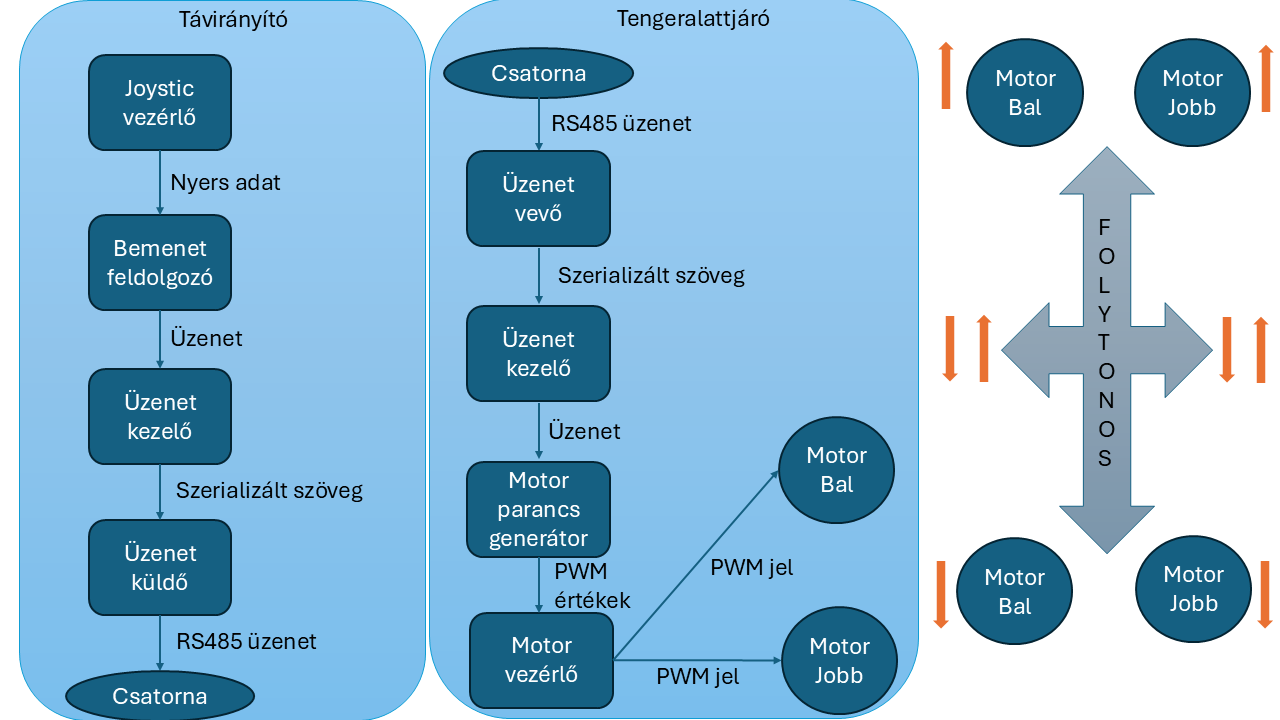 Távirányító
Joystic
vezérlő
Nyers adat
Bemenet
feldolgozó
Üzenet
Üzenet
kezelő
Szerializált szöveg
Üzenet
küldő
RS485 üzenet
Csatorna
Tengeralattjáró
Csatorna
RS485 üzenet
Üzenet
vevő
Szerializált szöveg
Üzenet
kezelő
Üzenet
Motor
parancs
generátor
PWM
értékek
Motor
vezérlő
PWM jel
Motor
Bal
PWM jel
Motor
Jobb
Motor
Bal
Motor
Jobb
F
O
L
Y
T
O
N
O
S
Motor
Bal
Motor
Jobb